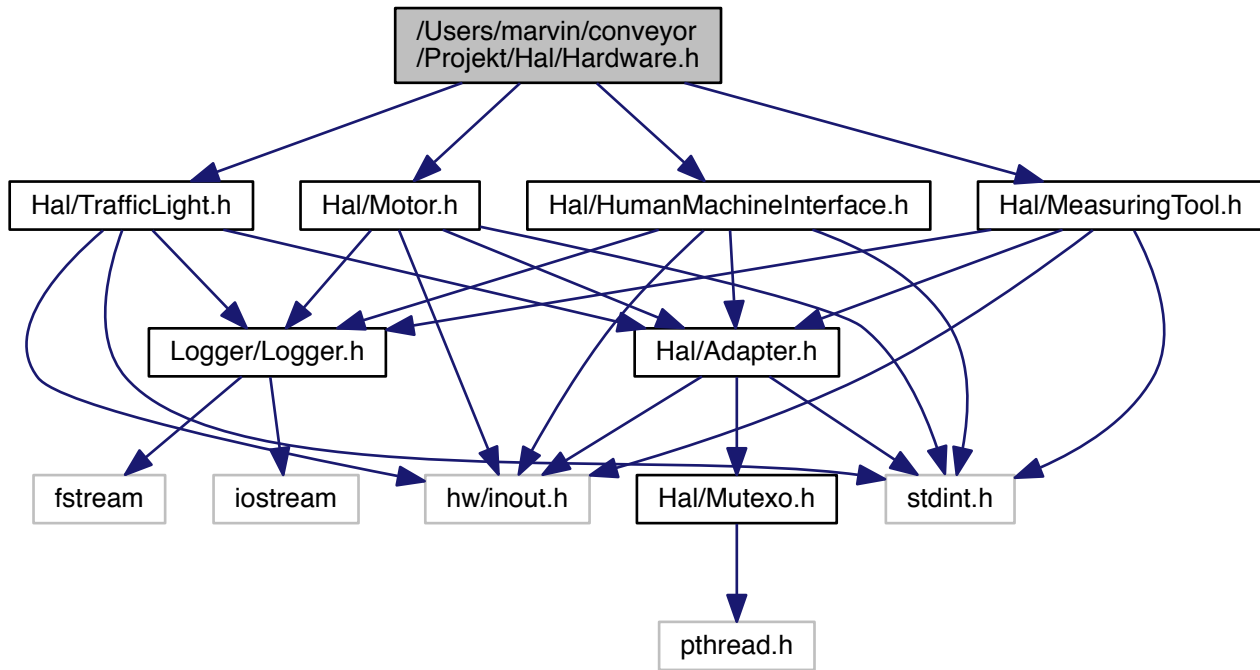 /Users/marvin/conveyor
/Projekt/Hal/Hardware.h
Hal/TrafficLight.h
Hal/Motor.h
Hal/HumanMachineInterface.h
Hal/MeasuringTool.h
Logger/Logger.h
Hal/Adapter.h
fstream
iostream
hw/inout.h
Hal/Mutexo.h
stdint.h
pthread.h